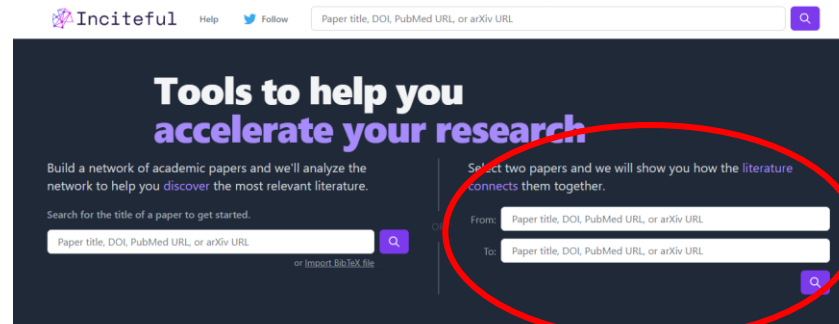 Inciteful Help Follow Paper title, DOI, PubMed URL, or arXiv URL
Tools to help you
accelerate your research
Build a network of academic papers and we'll analyze the
network to help you discover the most relevant literature.
Search for the title of a paper to get started.
Paper title, DOI, PubMed URL, or arXiv URL
or Import BibTeX file
OR
Select two papers and we will show you how the literature
connects them together.
From: Paper title, DOI, PubMed URL, or arXiv URL
To: Paper title, DOI, PubMed URL, or arXiv URL